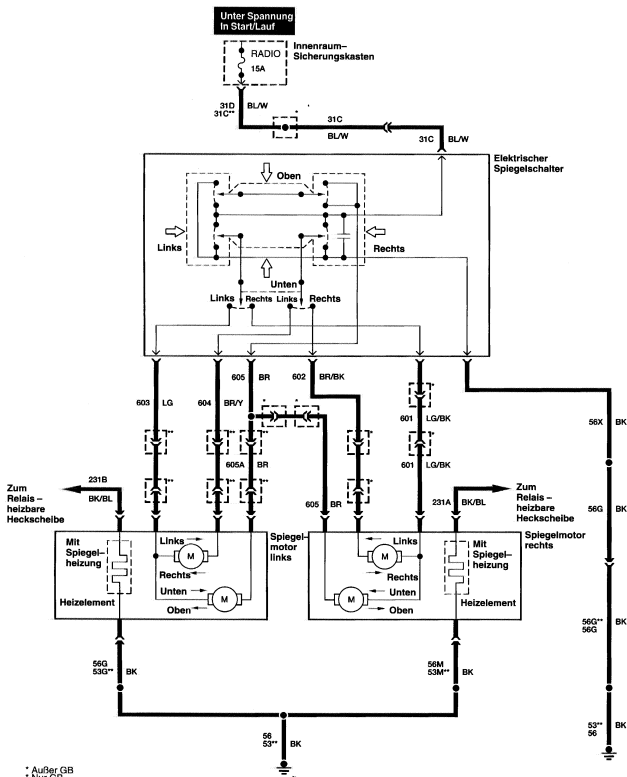 Unter Spannung
In Start/Lauf
RADIO
15A
Innenraum–
Sicherungskasten
31D
31C**
BL/W
*
31C
BL/W
31C
BL/W
Elektrischer
Spiegelschalter
Oben
Links
Rechts
Unten
Links
Rechts
Links
Rechts
605
BR
602
BR/BK
603
LG
604
BR/Y
*
*
*
601
LG/BK
56X
BK
**
**
**
*
*
605A
BR
601
LG/BK
231B
BK/BL
**
**
**
*
Zum
Relais –
heizbare
Heckscheibe
605
BR
231A
BK/BL
Zum
Relais –
heizbare
Heckscheibe
56G
BK
Mit
Spiegel–
heizung
Heizelement
Links
M
Rechts
Unten
M
Oben
Spiegel–
motor
links
Links
M
Rechts
Unten
M
Oben
Mit
Spiegel–
heizung
Heizelement
Spiegelmotor
rechts
56G**
56G
BK
56G
53G**
BK
56M
53M**
BK
56
53**
BK
53**
56
BK
* Außer GB